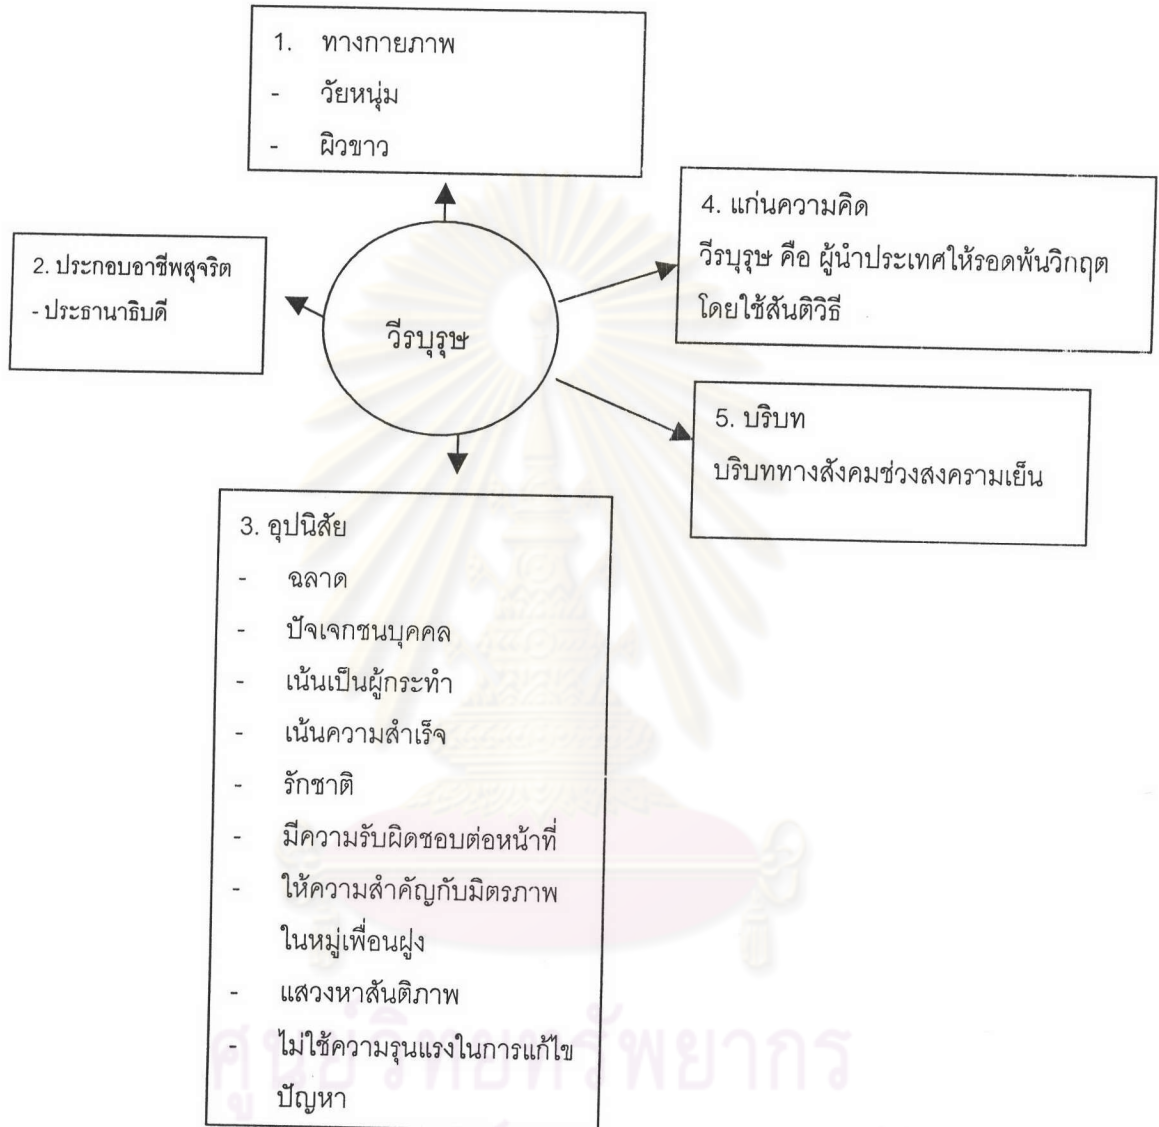 1. ทางกายภาพ
- วัยหนุ่ม
- ผิวขาว
2. ประกอบอาชีพสุจริต
- ประธานาธิบดี
วีรบุรุษ
4. แก่นความคิด
วีรบุรุษ คือ ผู้นำประเทศให้รอดพ้นวิกฤต
โดยใช้สันติวิธี
5. บริบท
บริบททางสังคมช่วงสงครามเย็น
3. อุปนิสัย
- ฉลาด
- ปัจเจกชนบุคคล
- เน้นเป็นผู้กระทำ
- เน้นความสำเร็จ
- รักชาติ
- มีความรับผิดชอบต่อหน้าที่
- ให้ความสำคัญกับมิตรภาพ
ในหมู่เพื่อนฝูง
- แสวงหาสันติภาพ
- ไม่ใช้ความรุนแรงในการแก้ไข
ปัญหา
ศูนย์วิทยทรัพยากร